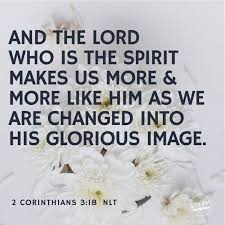 AND THE LORD
WHO IS THE SPIRIT
MAKES US MORE &
MORE LIKE HIM AS WE
ARE CHANGED INTO
HIS GLORIOUS IMAGE.
2 CORINTHIANS 3:18 NLT